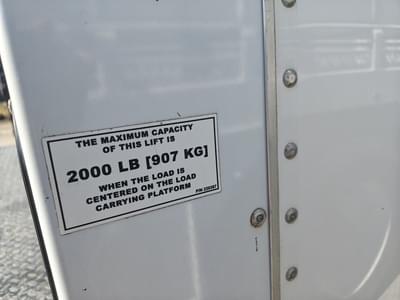 THE MAXIMUM CAPACITY
OF THIS LIFT IS
2000 LB [907 KG]
WHEN THE LOAD IS
CENTERED ON THE LOAD
CARRYING PLATFORM